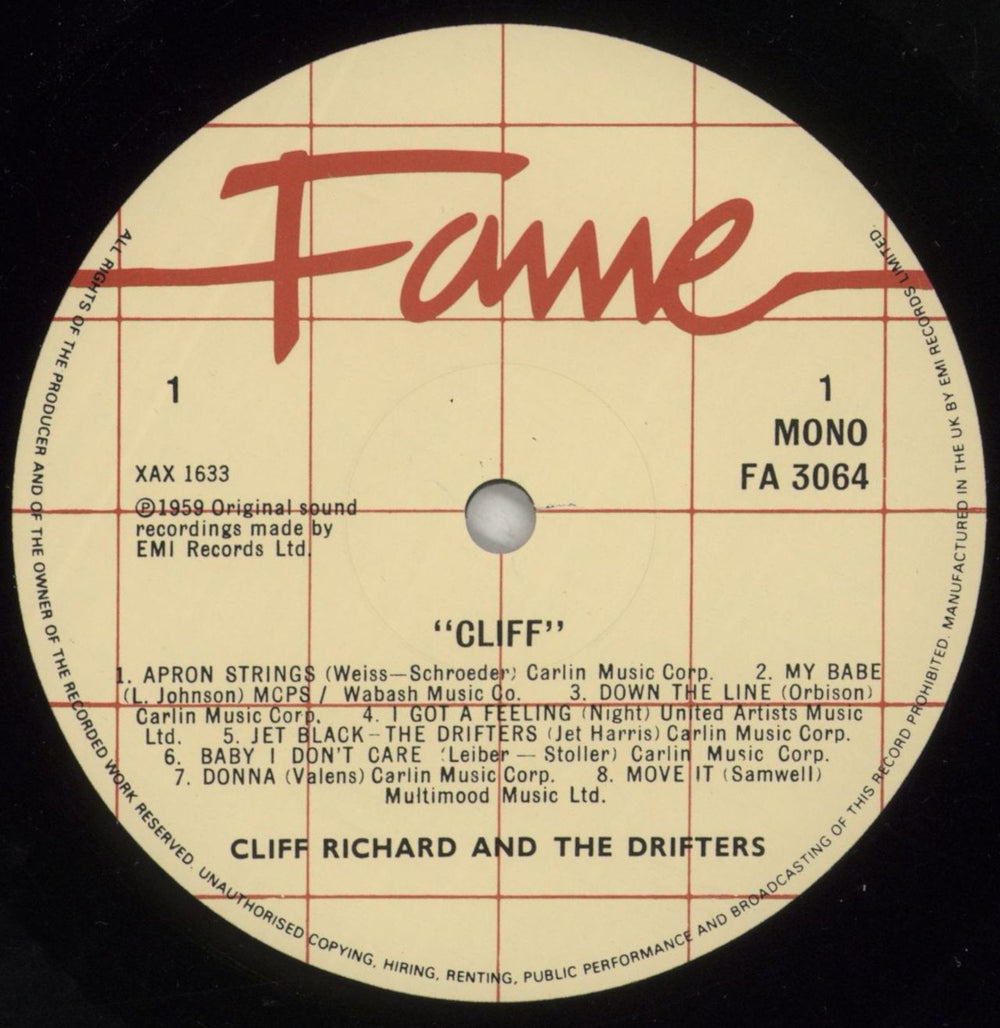 Fame
1
1
MONO
XAX 1633
FA 3064
Ⓟ1959 Original sound
recordings made by
EMI Records Ltd.
“CLIFF”
1. APRON STRINGS (Weiss—Schroeder) Carlin Music Corp. 2. MY BABE
(L. Johnson) MCPS / Wabash Music Co. 3. DOWN THE LINE (Orbison)
Carlin Music Corp. 4. I GOT A FEELING (Night) United Artists Music
Ltd. 5. JET BLACK–THE DRIFTERS (Jet Harris) Carlin Music Corp.
6. BABY I DON'T CARE (Leiber — Stoller) Carlin Music Corp.
7. DONNA (Valens) Carlin Music Corp. 8. MOVE IT (Samwell)
Multimood Music Ltd.
CLIFF RICHARD AND THE DRIFTERS
ALL RIGHTS OF THE PRODUCER AND OF THE OWNER OF THE RECORDED WORK RESERVED. UNAUTHORISED COPYING, HIRING, RENTING, PUBLIC PERFORMANCE AND BROADCASTING OF THIS RECORD PROHIBITED. MANUFACTURED IN THE UK BY EMI RECORDS LIMITED.